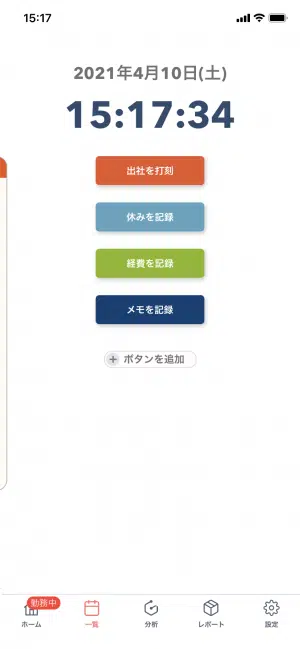 15:17
2021年4月10日(土)
15:17:34
出社を打刻
休みを記録
経費を記録
メモを記録
ボタンを追加
勤務中
ホーム
一覧
分析
レポート
設定